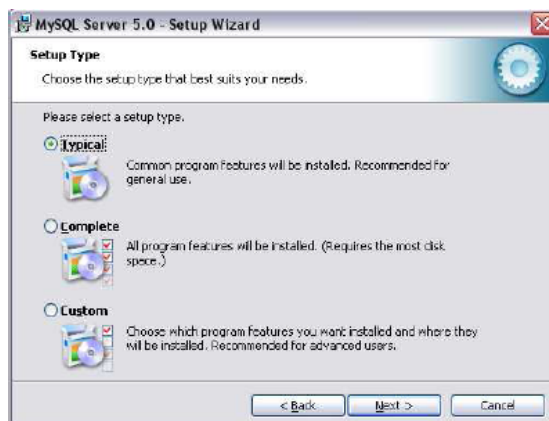 MySQL Server 5.0 - Setup Wizard
Setup Type
Choose the setup type that best suits your needs.
Please select a setup type.
Typical
Common program features will be installed. Recommended for
general use.
Complete
All program features will be installed. (Requires the most disk
space.)
Custom
Choose which program features you want installed and where they
will be installed. Recommended for advanced users.
< Back
Next >
Cancel